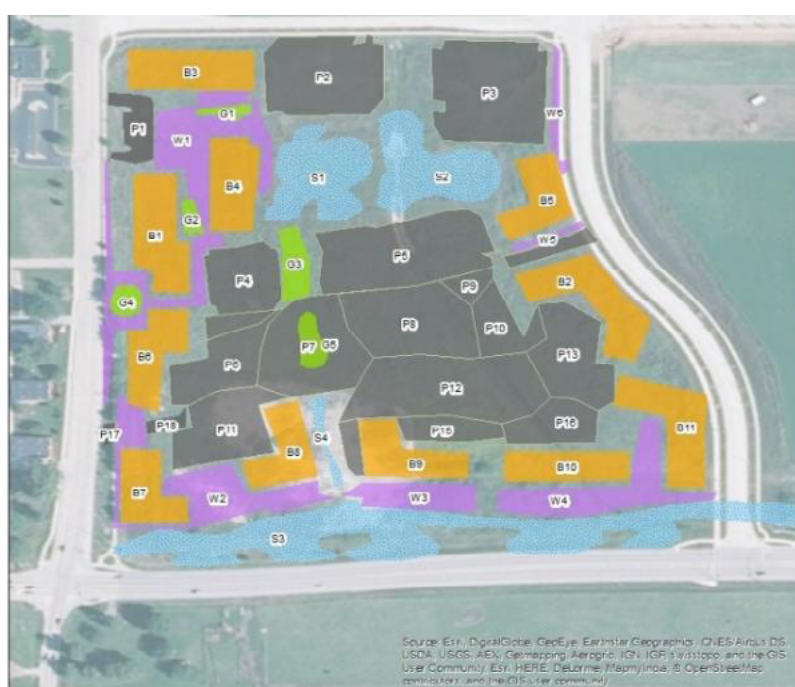 B3
P2
P3
P1
G1
W6
W1
B4
S1
S2
B5
G2
B1
W5
P5
G3
P4
B2
P9
G4
P10
P8
P7
G5
P13
B6
P6
P12
P17
P18
P11
S4
P15
P16
B11
B8
B9
B10
B7
W2
W3
W4
S3
Source: Esri, DigitalGlobe, GeoEye, Earthstar Geographics, CNES/Airbus DS,
USDA, USGS, AEX, Getmapping, Aerogrid, IGN, IGP, swisstopo, and the GIS
User Community, Esri, HERE, DeLorme, MapmyIndia, © OpenStreetMap
contributors, and the GIS user community